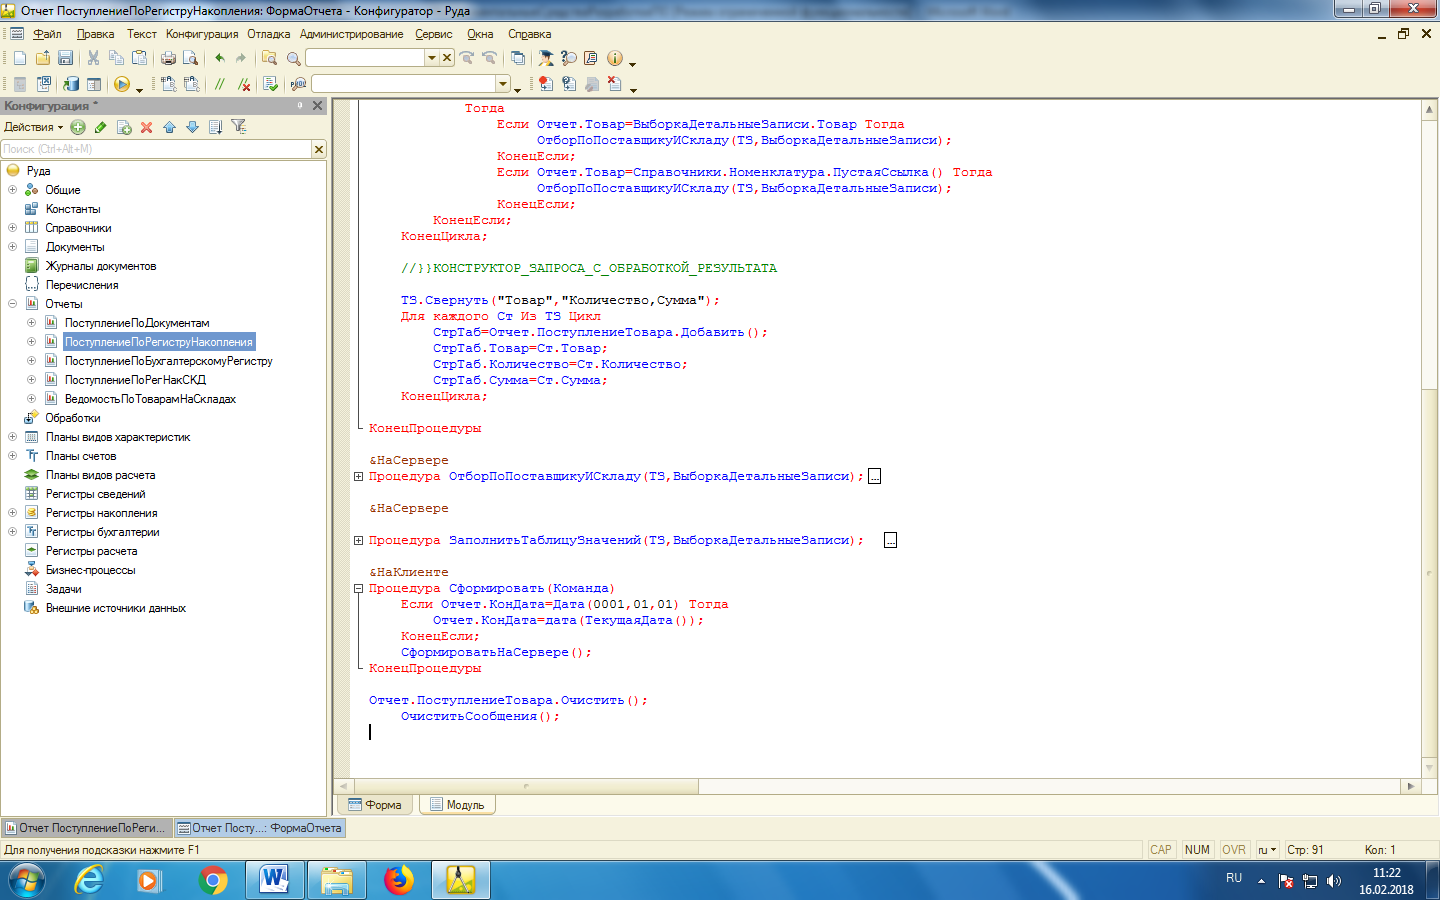 Отчет ПоступлениеПоРегиструНакопления: ФормаОтчета - Конфигуратор - Руда
Файл Правка Текст Конфигурация Отладка Администрирование Сервис Окна Справка
Конфигурация *
Действия
Поиск (Ctrl+Alt+M)
Руда
Общие
Константы
Справочники
Документы
Журналы документов
Перечисления
Отчеты
ПоступлениеПоДокументам
ПоступлениеПоРегиструНакопления
ПоступлениеПоБухгалтерскомуРегистру
ПоступлениеПоРегНакСКД
ВедомостьПоТоварамНаСкладах
Обработки
Планы видов характеристик
Планы счетов
Планы видов расчета
Регистры сведений
Регистры накопления
Регистры бухгалтерии
Регистры расчета
Бизнес-процессы
Задачи
Внешние источники данных
Тогда
Если Отчет.Товар=ВыборкаДетальныеЗаписи.Товар Тогда
ОтборПоПоставщикуИСкладу(ТЗ,ВыборкаДетальныеЗаписи);
КонецЕсли;
Если Отчет.Товар=Справочники.Номенклатура.ПустаяСсылка() Тогда
ОтборПоПоставщикуИСкладу(ТЗ,ВыборкаДетальныеЗаписи);
КонецЕсли;
КонецЕсли;
КонецЦикла;
//}}КОНСТРУКТОР_ЗАПРОСА_С_ОБРАБОТКОЙ_РЕЗУЛЬТАТА
ТЗ.Свернуть("Товар","Количество,Сумма");
Для каждого Ст Из ТЗ Цикл
СтрТаб=Отчет.ПоступлениеТовара.Добавить();
СтрТаб.Товар=Ст.Товар;
СтрТаб.Количество=Ст.Количество;
СтрТаб.Сумма=Ст.Сумма;
КонецЦикла;
КонецПроцедуры
&НаСервере
Процедура ОтборПоПоставщикуИСкладу(ТЗ,ВыборкаДетальныеЗаписи); ...
&НаСервере
Процедура ЗаполнитьТаблицуЗначений(ТЗ,ВыборкаДетальныеЗаписи); ...
&НаКлиенте
Процедура Сформировать(Команда)
Если Отчет.КонДата=Дата(0001,01,01) Тогда
Отчет.КонДата=дата(ТекущаяДата());
КонецЕсли;
СформироватьНаСервере();
КонецПроцедуры
Отчет.ПоступлениеТовара.Очистить();
ОчиститьСообщения();
Форма Модуль
Отчет ПоступлениеПоРеги... Отчет Посту...: ФормаОтчета
Для получения подсказки нажмите F1 CAP NUM OVR ru Стр: 91 Кол: 1
RU 11:22
16.02.2018